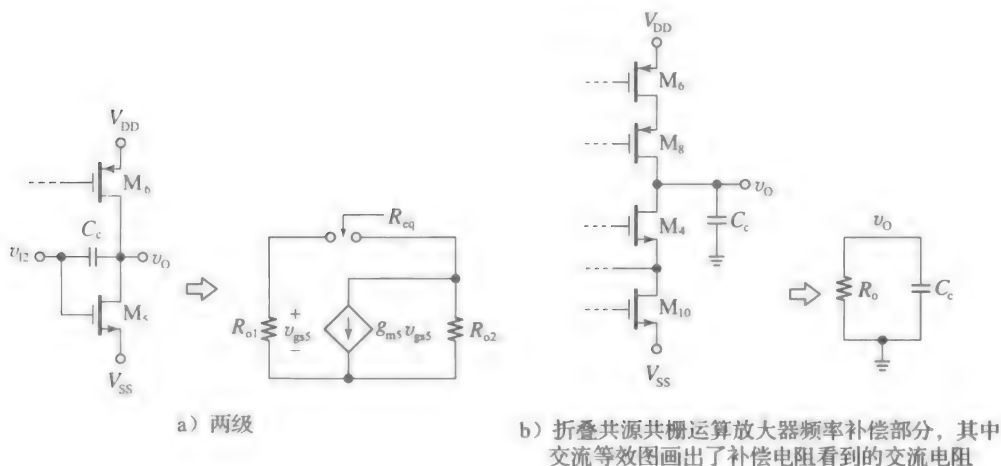 V_DD
M_6
C_c
v_I2
v_O
M_5
V_SS
R_eq
R_o1
+
v_gs5
−
g_m5 v_gs5
R_o2
a）两级
V_DD
M_6
M_8
v_O
C_c
M_4
M_10
V_SS
v_O
R_o
C_c
b）折叠共源共栅运算放大器频率补偿部分，其中
交流等效图画出了补偿电阻看到的交流电阻